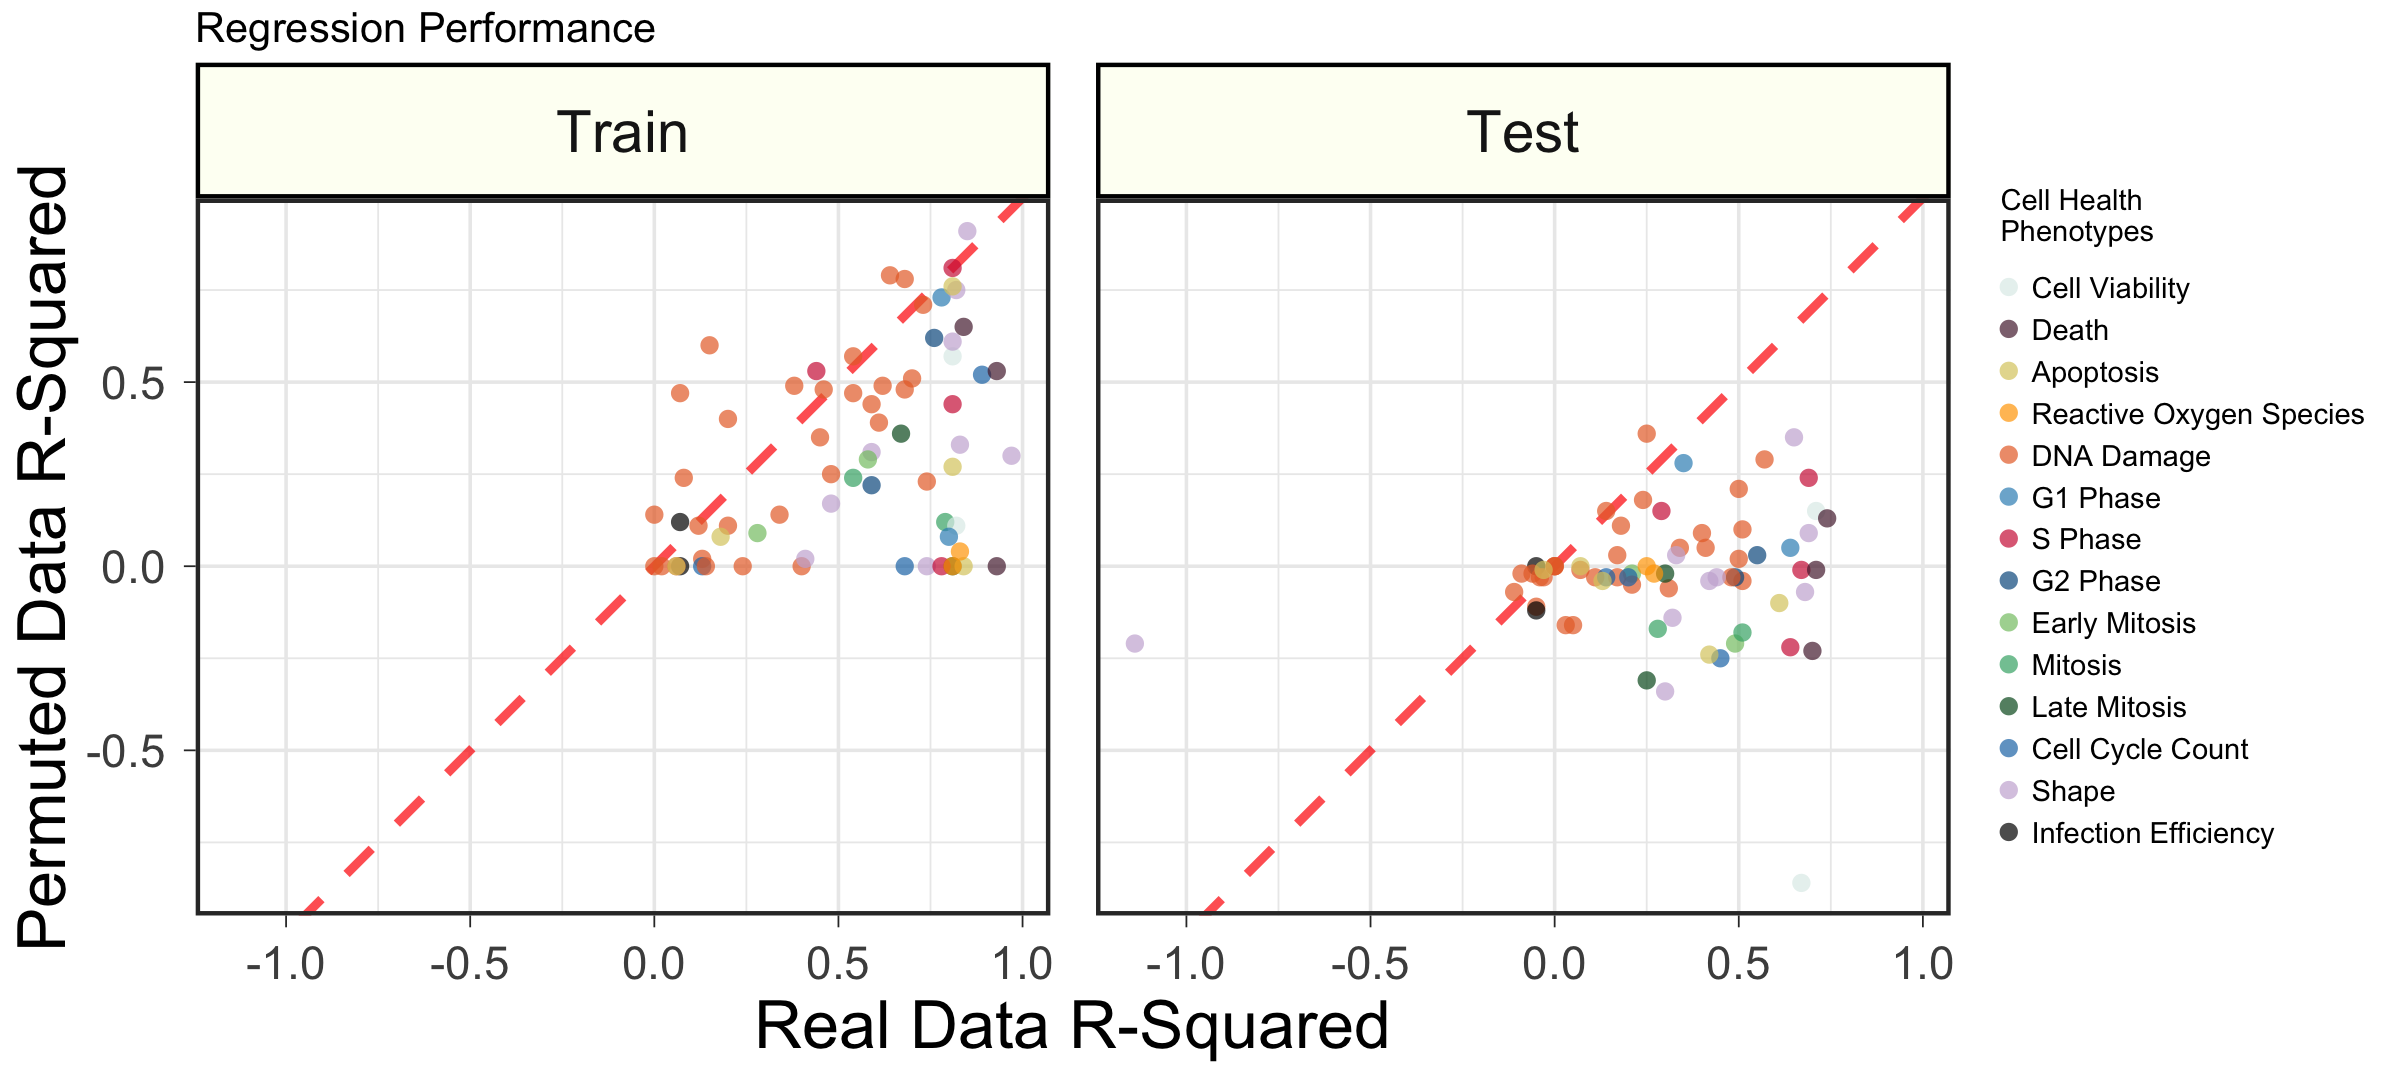 Regression Performance
Train
Test
Permuted Data R-Squared
0.5
0.0
-0.5
-1.0
-0.5
0.0
0.5
1.0
-1.0
-0.5
0.0
0.5
1.0
Real Data R-Squared
Cell Health
Phenotypes
Cell Viability
Death
Apoptosis
Reactive Oxygen Species
DNA Damage
G1 Phase
S Phase
G2 Phase
Early Mitosis
Mitosis
Late Mitosis
Cell Cycle Count
Shape
Infection Efficiency